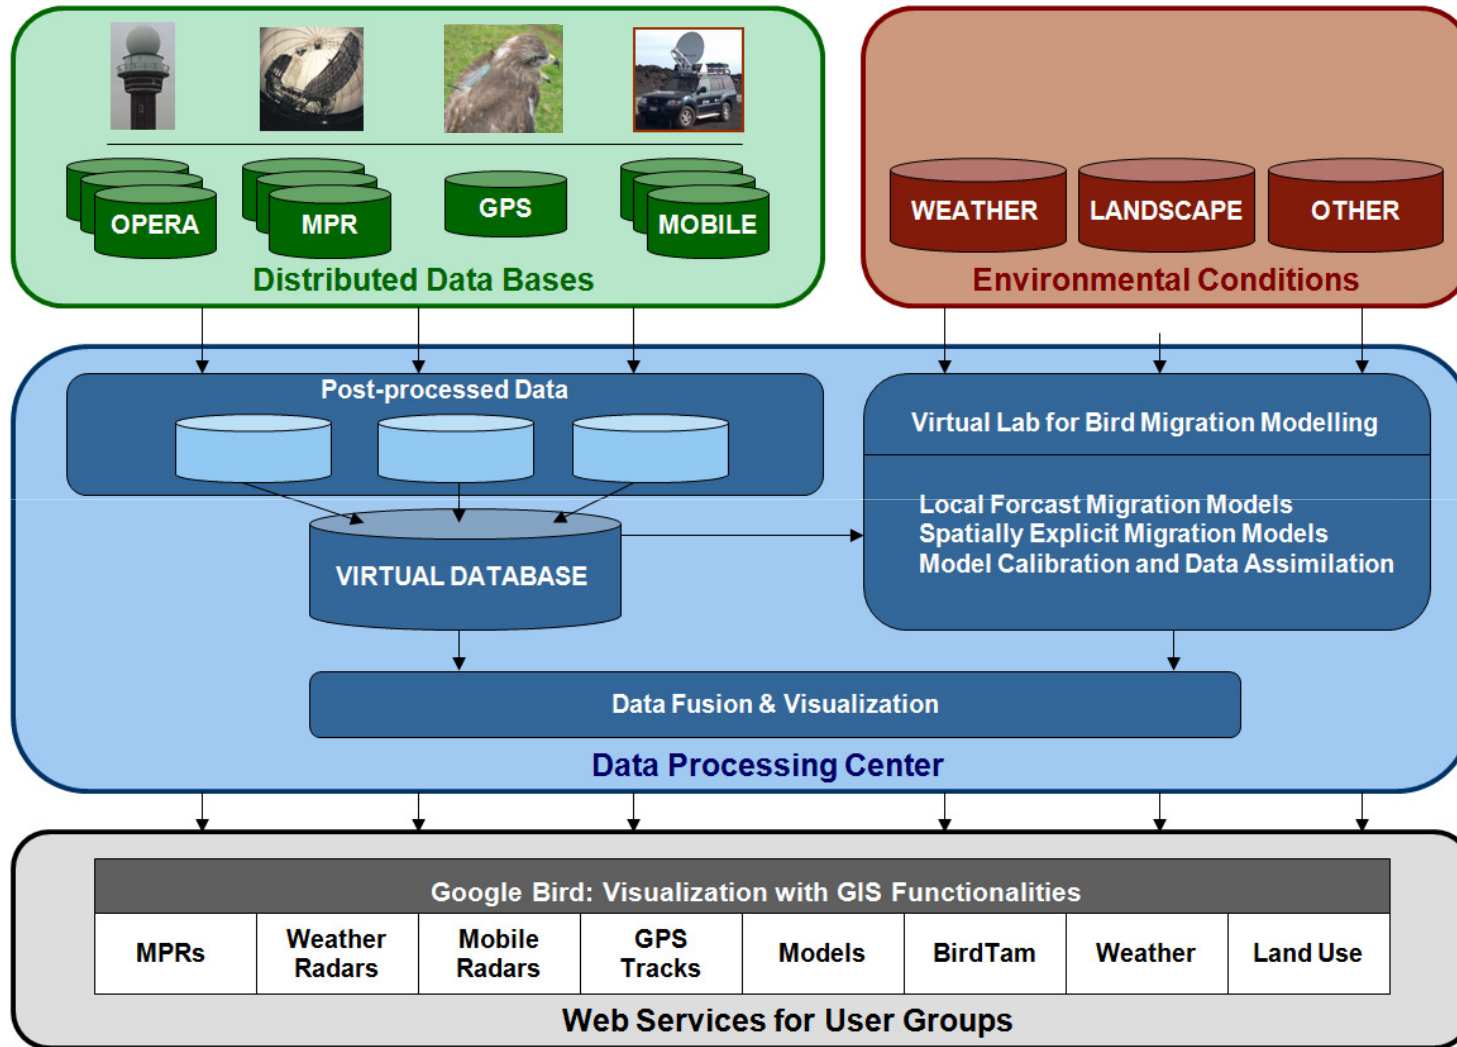 OPERA
MPR
GPS
MOBILE
Distributed Data Bases
WEATHER
LANDSCAPE
OTHER
Environmental Conditions
Post-processed Data
VIRTUAL DATABASE
Virtual Lab for Bird Migration Modelling
Local Forcast Migration Models
Spatially Explicit Migration Models
Model Calibration and Data Assimilation
Data Fusion & Visualization
Data Processing Center
Google Bird: Visualization with GIS Functionalities
MPRs
Weather
Radars
Mobile
Radars
GPS
Tracks
Models
BirdTam
Weather
Land Use
Web Services for User Groups